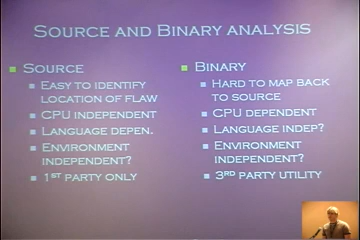 SOURCE AND BINARY ANALYSIS
SOURCE
EASY TO IDENTIFY
LOCATION OF FLAW
CPU INDEPENDENT
LANGUAGE DEPEN.
ENVIRONMENT
INDEPENDENT?
1ST PARTY ONLY
BINARY
HARD TO MAP BACK
TO SOURCE
CPU DEPENDENT
LANGUAGE INDEP?
ENVIRONMENT
INDEPENDENT?
3RD PARTY UTILITY